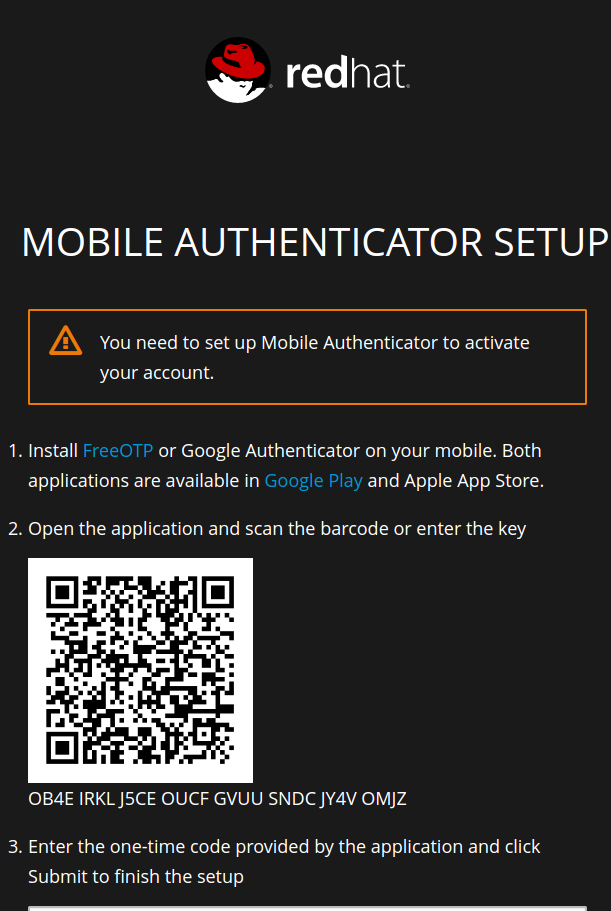 redhat.
MOBILE AUTHENTICATOR SETUP
You need to set up Mobile Authenticator to activate
your account.
1. Install FreeOTP or Google Authenticator on your mobile. Both
applications are available in Google Play and Apple App Store.
2. Open the application and scan the barcode or enter the key
OB4E IRKL J5CE OUCF GVUU SNDC JY4V OMJZ
3. Enter the one-time code provided by the application and click
Submit to finish the setup